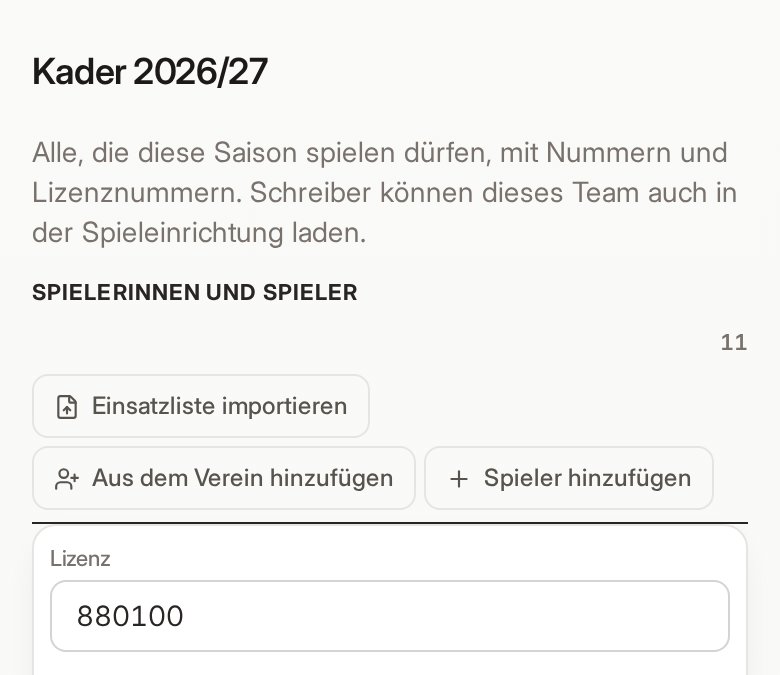 Kader 2026/27
Alle, die diese Saison spielen dürfen, mit Nummern und
Lizenznummern. Schreiber können dieses Team auch in
der Spieleinrichtung laden.
SPIELERINNEN UND SPIELER
11
Einsatzliste importieren
Aus dem Verein hinzufügen
Spieler hinzufügen
Lizenz
880100